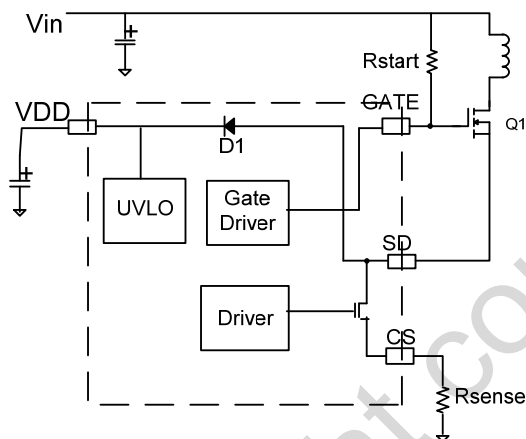 Vin
Rstart
VDD
GATE
Q1
D1
UVLO
Gate
Driver
SD
Driver
CS
Rsense